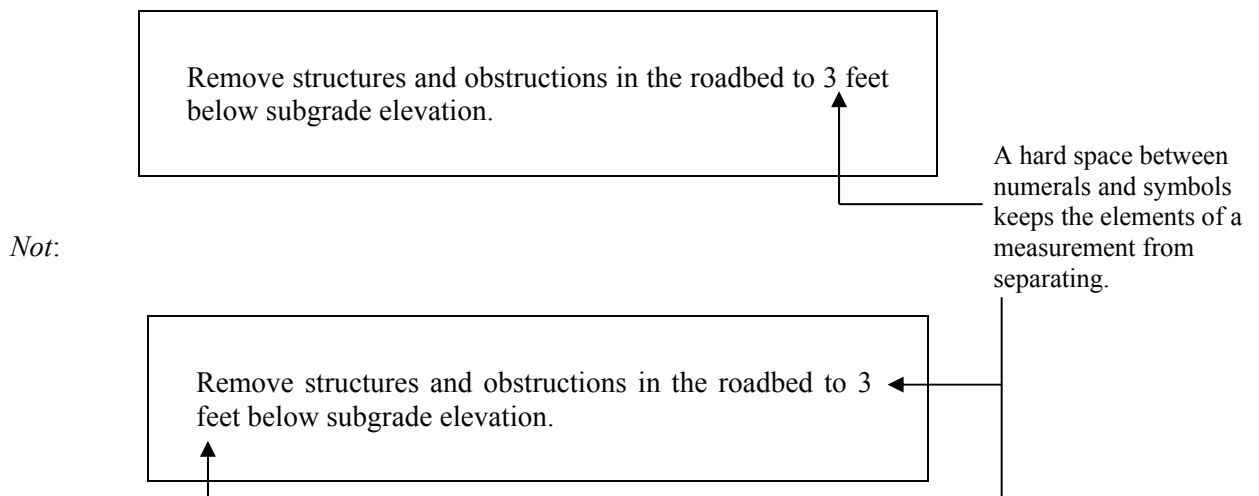 Remove structures and obstructions in the roadbed to 3 feet
below subgrade elevation.
A hard space between
numerals and symbols
keeps the elements of a
measurement from
separating.
Not:
Remove structures and obstructions in the roadbed to 3
feet below subgrade elevation.